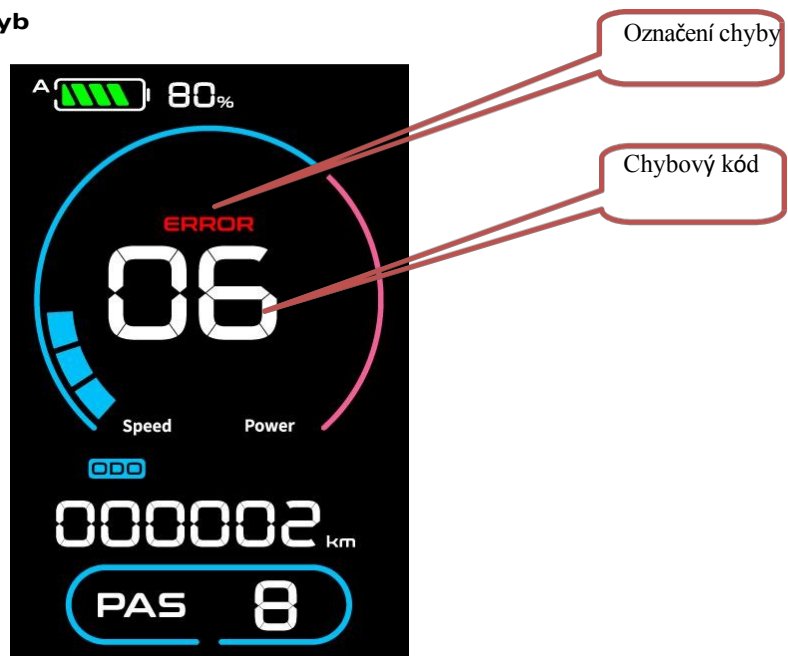 yb
Označení chyby
A 80%
Chybový kód
ERROR
06
Speed Power
ODO
000002 km
PAS 8